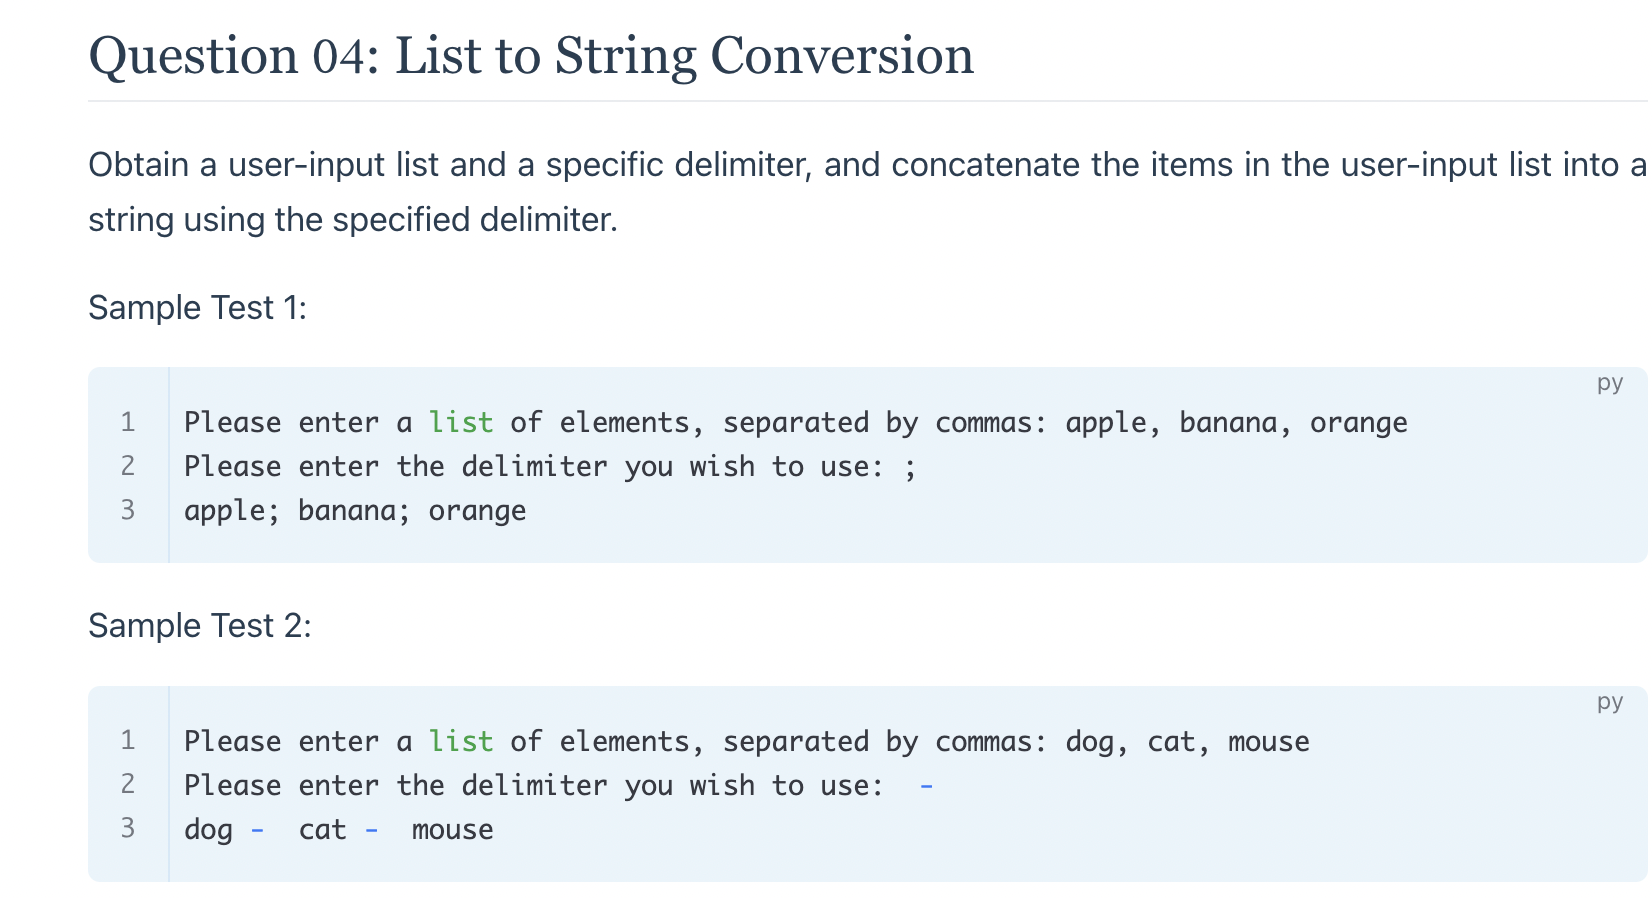 Question 04: List to String Conversion
Obtain a user-input list and a specific delimiter, and concatenate the items in the user-input list into a
string using the specified delimiter.
Sample Test 1:
py
1 Please enter a list of elements, separated by commas: apple, banana, orange
2 Please enter the delimiter you wish to use: ;
3 apple; banana; orange
Sample Test 2:
py
1 Please enter a list of elements, separated by commas: dog, cat, mouse
2 Please enter the delimiter you wish to use:  -
3 dog -  cat -  mouse